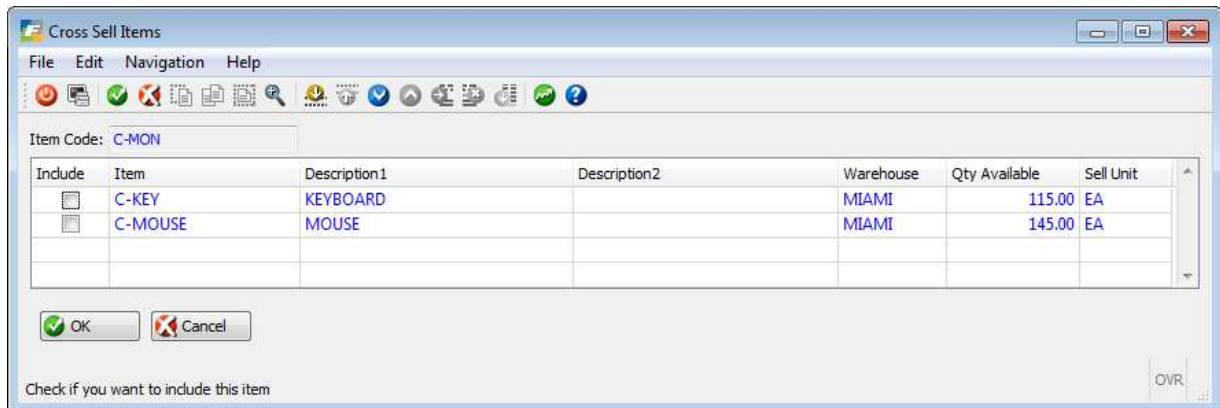 Cross Sell Items
File Edit Navigation Help
Item Code: C-MON
Include Item Description1 Description2 Warehouse Qty Available Sell Unit
C-KEY KEYBOARD MIAMI 115.00 EA
C-MOUSE MOUSE MIAMI 145.00 EA
OK Cancel
Check if you want to include this item
OVR